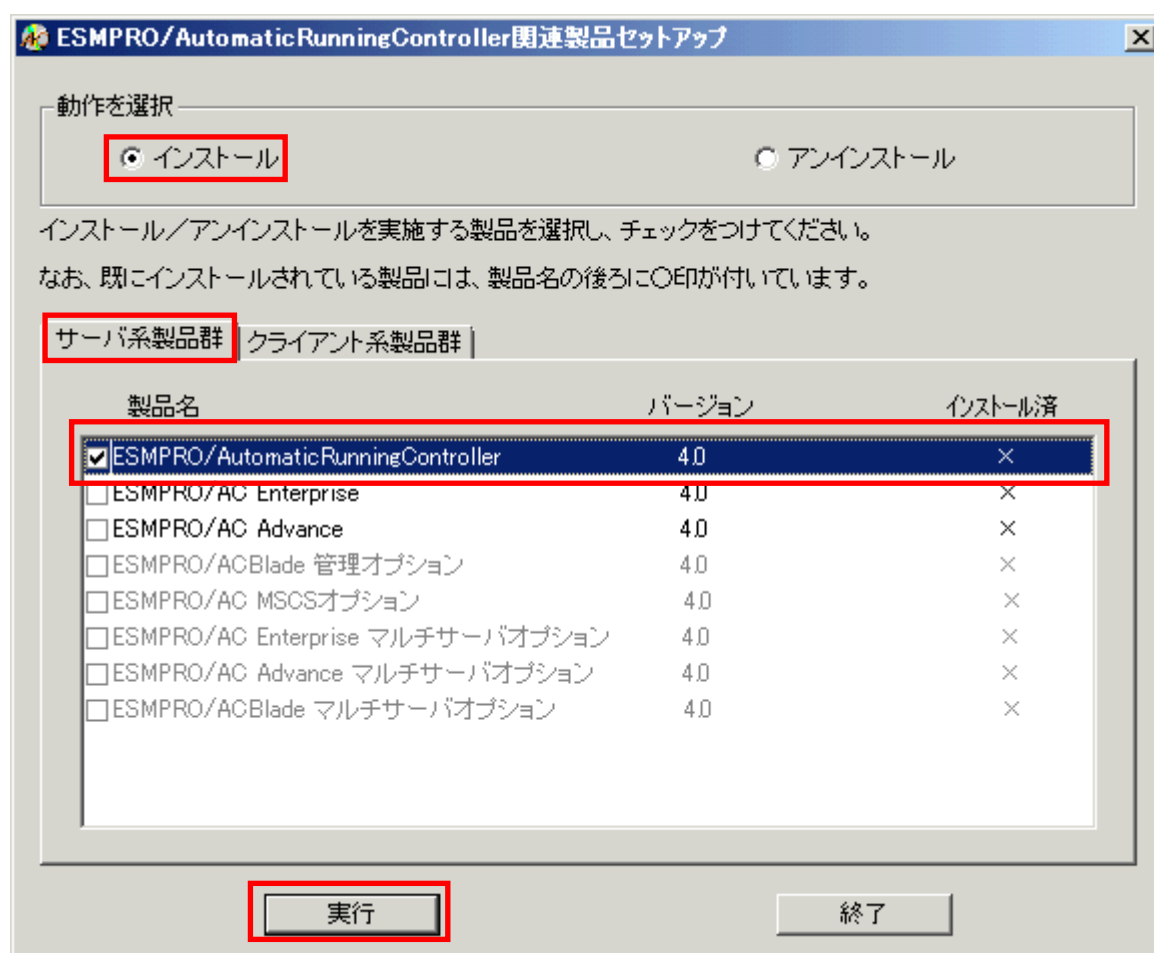 ESMPRO/AutomaticRunningController関連製品セットアップ
動作を選択
インストール アンインストール
インストール／アンインストールを実施する製品を選択し、チェックをつけてください。
なお、既にインストールされている製品には、製品名の後ろに〇印が付いています。
サーバ系製品群 クライアント系製品群
製品名 バージョン インストール済
ESMPRO/AutomaticRunningController 4.0 ×
ESMPRO/AC Enterprise 4.0 ×
ESMPRO/AC Advance 4.0 ×
ESMPRO/ACBlade 管理オプション 4.0 ×
ESMPRO/AC MSCSオプション 4.0 ×
ESMPRO/AC Enterprise マルチサーバオプション 4.0 ×
ESMPRO/AC Advance マルチサーバオプション 4.0 ×
ESMPRO/ACBlade マルチサーバオプション 4.0 ×
実行 終了